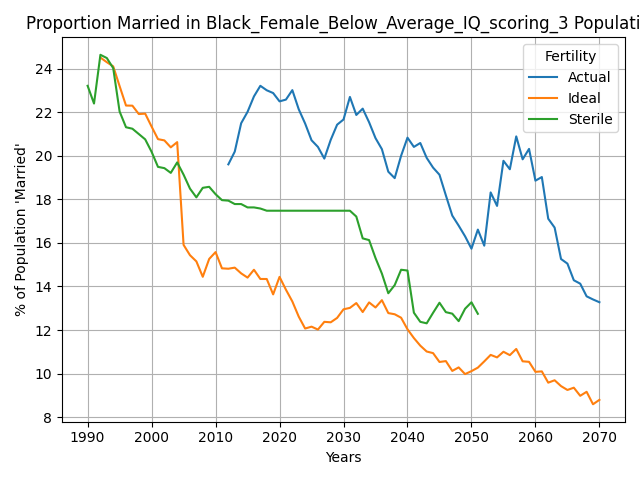 Proportion Married in Black_Female_Below_Average_IQ_scoring_3 Populati
Fertility
Actual
Ideal
Sterile
% of Population 'Married'
24
22
20
18
16
14
12
10
8
1990 2000 2010 2020 2030 2040 2050 2060 2070
Years